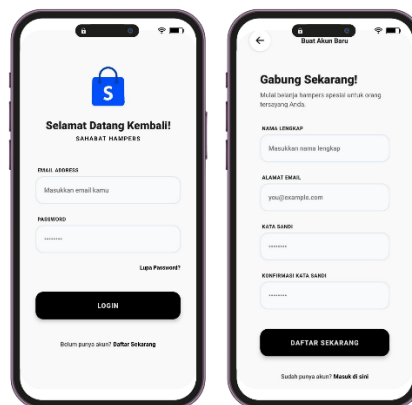 S
Selamat Datang Kembali!
SAHABAT HAMPERS
EMAIL ADDRESS
Masukkan email kamu
PASSWORD
Lupa Password?
LOGIN
Belum punya akun? Daftar Sekarang
Buat Akun Baru
Gabung Sekarang!
Mulai belanja hampers spesial untuk orang
tersayang Anda.
NAMA LENGKAP
Masukkan nama lengkap
ALAMAT EMAIL
you@example.com
KATA SANDI
KONFIRMASI KATA SANDI
DAFTAR SEKARANG
Sudah punya akun? Masuk di sini